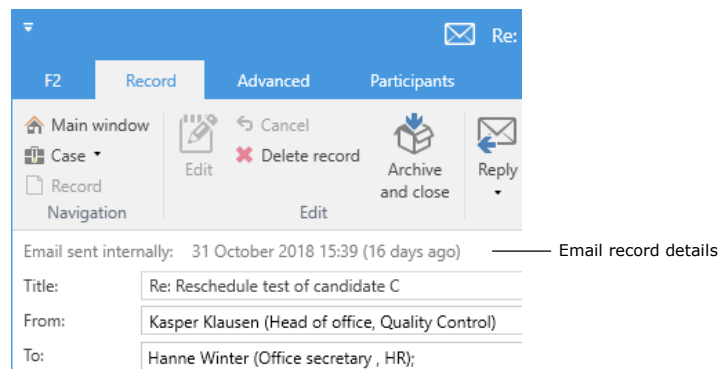 Re:
F2 Record Advanced Participants
Main window
Case
Record
Navigation
Edit
Cancel
Delete record
Archive
and close
Edit
Reply
Email sent internally: 31 October 2018 15:39 (16 days ago)
Email record details
Title: Re: Reschedule test of candidate C
From: Kasper Klausen (Head of office, Quality Control)
To: Hanne Winter (Office secretary , HR);